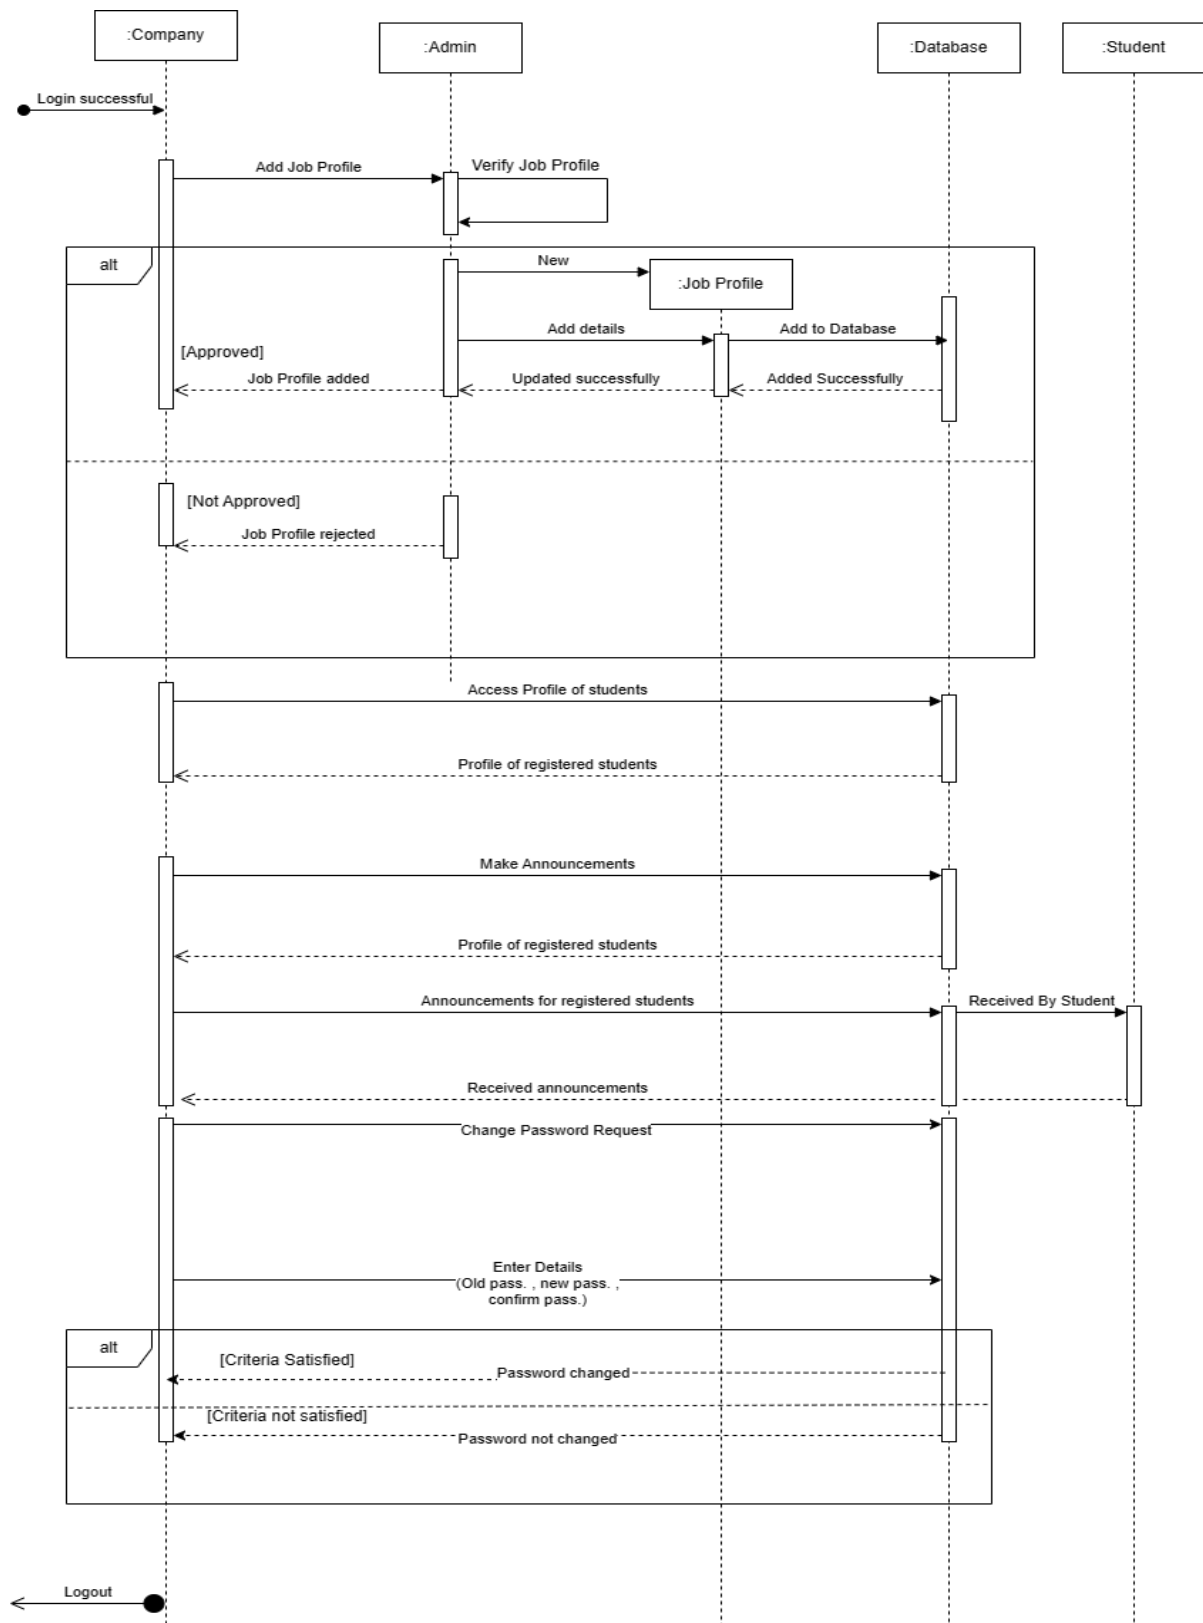 :Company
:Admin
:Database
:Student
Login successful
Add Job Profile
Verify Job Profile
alt
New
:Job Profile
Add details
Add to Database
[Approved]
Job Profile added
Updated successfully
Added Successfully
[Not Approved]
Job Profile rejected
Access Profile of students
Profile of registered students
Make Announcements
Profile of registered students
Announcements for registered students
Received By Student
Received announcements
Change Password Request
Enter Details
(Old pass. , new pass. ,
confirm pass.)
alt
[Criteria Satisfied]
Password changed
[Criteria not satisfied]
Password not changed
Logout